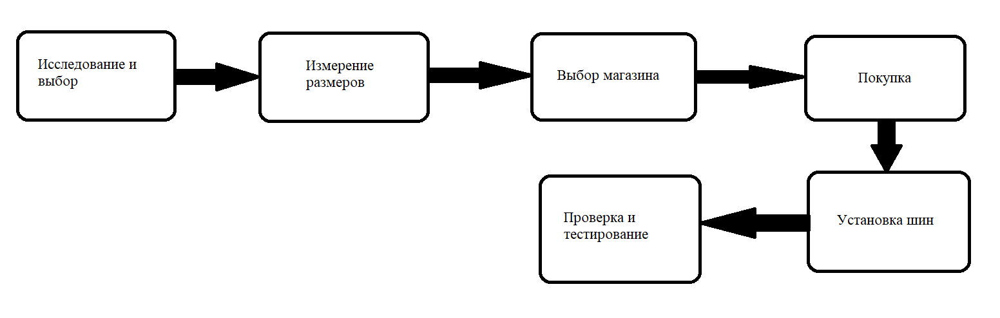 Исследование и
выбор
Измерение
размеров
Выбор магазина
Покупка
Установка шин
Проверка и
тестирование